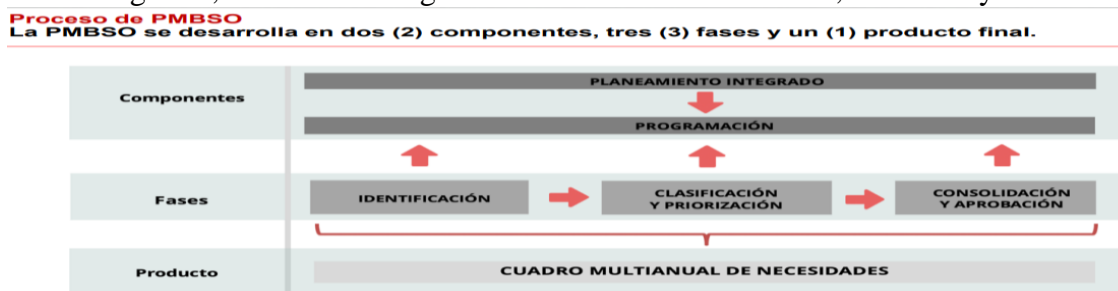 Proceso de PMBSO
La PMBSO se desarrolla en dos (2) componentes, tres (3) fases y un (1) producto final.
Componentes
PLANEAMIENTO INTEGRADO
PROGRAMACIÓN
Fases
IDENTIFICACIÓN
CLASIFICACIÓN
Y PRIORIZACIÓN
CONSOLIDACIÓN
Y APROBACIÓN
Producto
CUADRO MULTIANUAL DE NECESIDADES